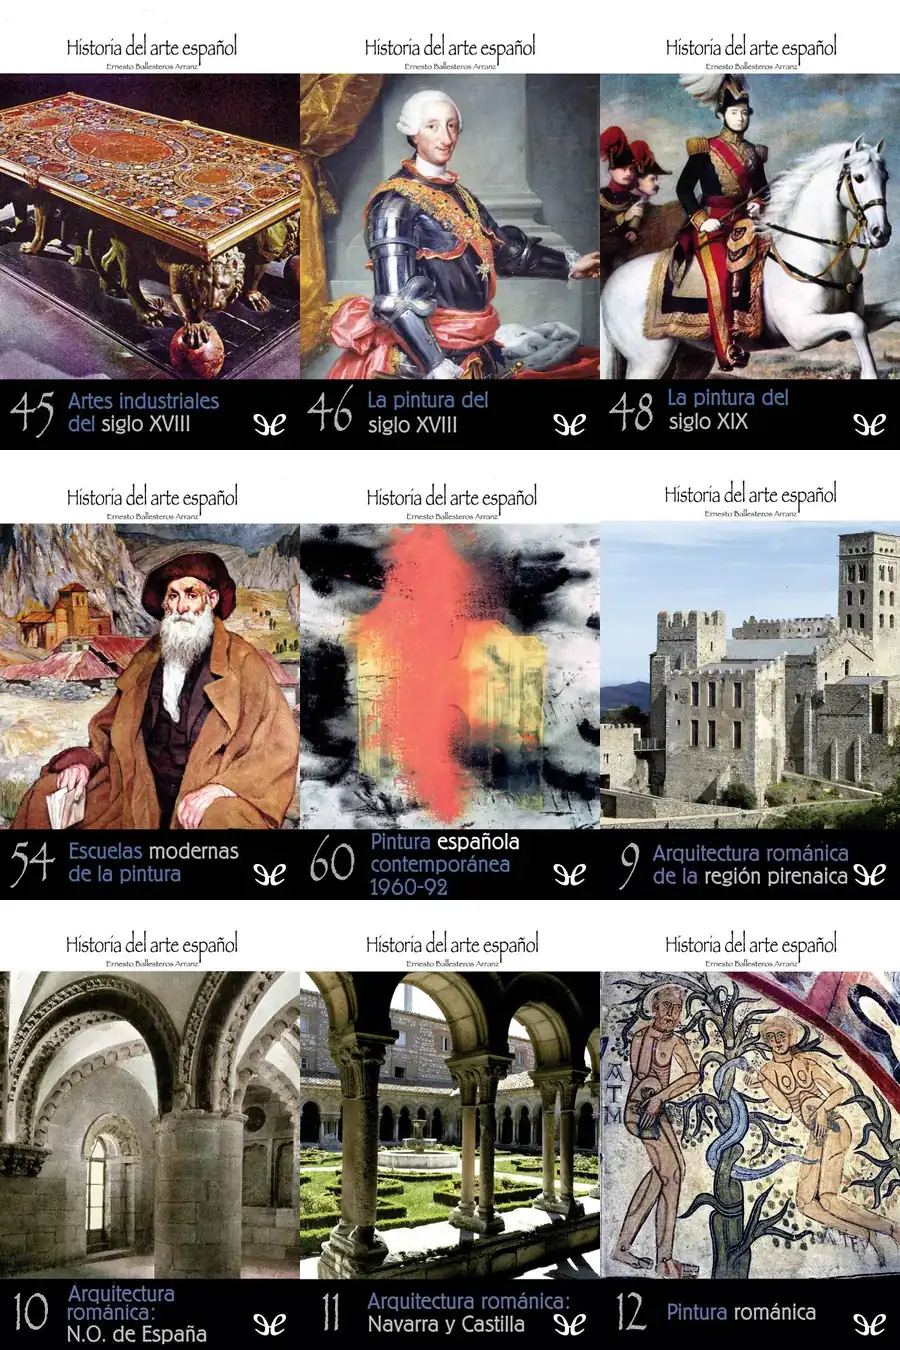 Historia del arte español
Ernesto Ballesteros Arranz
45
Artes industriales
del siglo XVIII
Historia del arte español
Ernesto Ballesteros Arranz
46
La pintura del
siglo XVIII
Historia del arte español
Ernesto Ballesteros Arranz
48
La pintura del
siglo XIX
Historia del arte español
Ernesto Ballesteros Arranz
54
Escuelas modernas
de la pintura
Historia del arte español
Ernesto Ballesteros Arranz
60
Pintura española
contemporánea
1960-92
Historia del arte español
Ernesto Ballesteros Arranz
9
Arquitectura románica
de la región pirenaica
Historia del arte español
Ernesto Ballesteros Arranz
10
Arquitectura
románica:
N.O. de España
Historia del arte español
Ernesto Ballesteros Arranz
11
Arquitectura románica:
Navarra y Castilla
Historia del arte español
Ernesto Ballesteros Arranz
12
Pintura románica